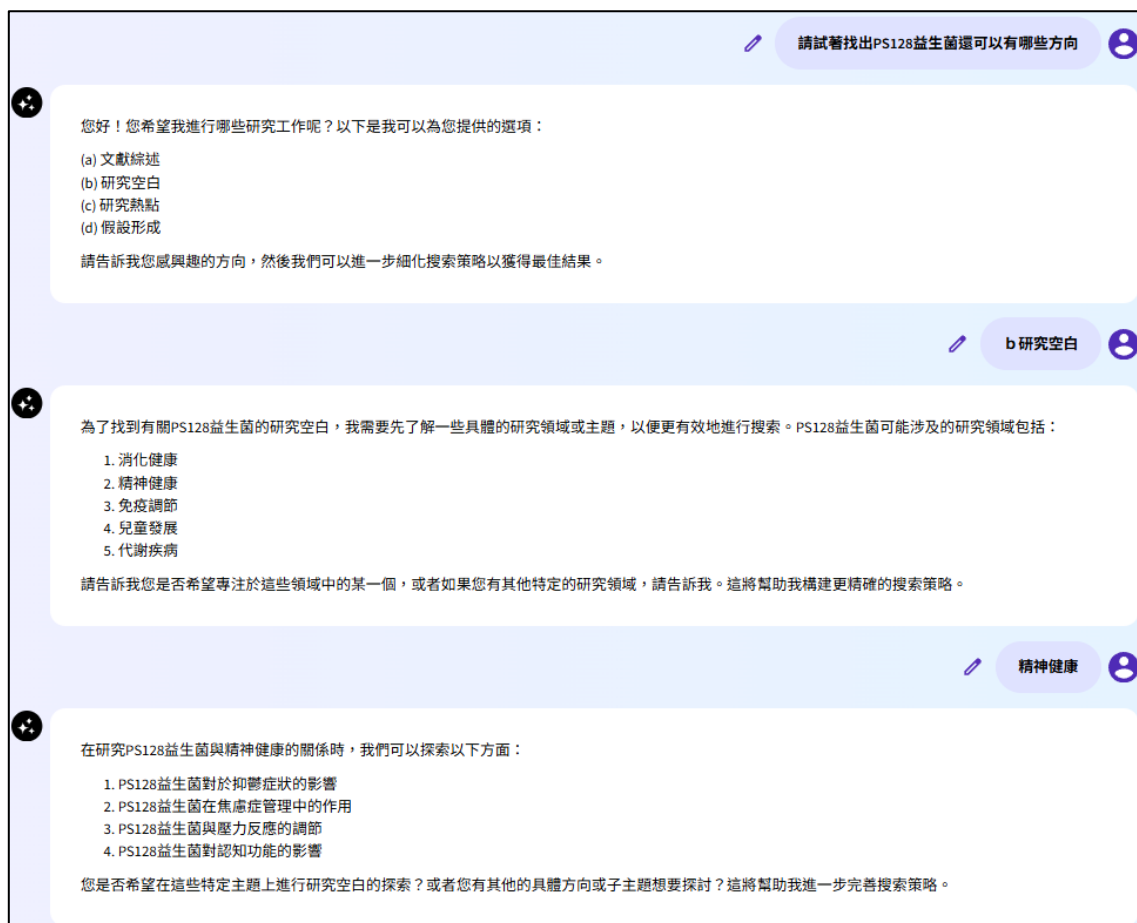 請試著找出PS128益生菌還可以有哪些方向
您好！您希望我進行哪些研究工作呢？以下是我可以為您提供的選項：
(a) 文獻綜述
(b) 研究空白
(c) 研究熱點
(d) 假設形成
請告訴我您感興趣的方向，然後我們可以進一步細化搜索策略以獲得最佳結果。
b 研究空白
為了找到有關PS128益生菌的研究空白，我需要先了解一些具體的研究領域或主題，以便更有效地進行搜索。PS128益生菌可能涉及的研究領域包括：
1. 消化健康
2. 精神健康
3. 免疫調節
4. 兒童發展
5. 代謝疾病
請告訴我您是否希望專注於這些領域中的某一個，或者如果您有其他特定的研究領域，請告訴我。這將幫助我構建更精確的搜索策略。
精神健康
在研究PS128益生菌與精神健康的關係時，我們可以探索以下方面：
1. PS128益生菌對於抑鬱症狀的影響
2. PS128益生菌在焦慮症管理中的作用
3. PS128益生菌與壓力反應的調節
4. PS128益生菌對認知功能的影響
您是否希望在這些特定主題上進行研究空白的探索？或者您有其他的具體方向或子主題想要探討？這將幫助我進一步完善搜索策略。